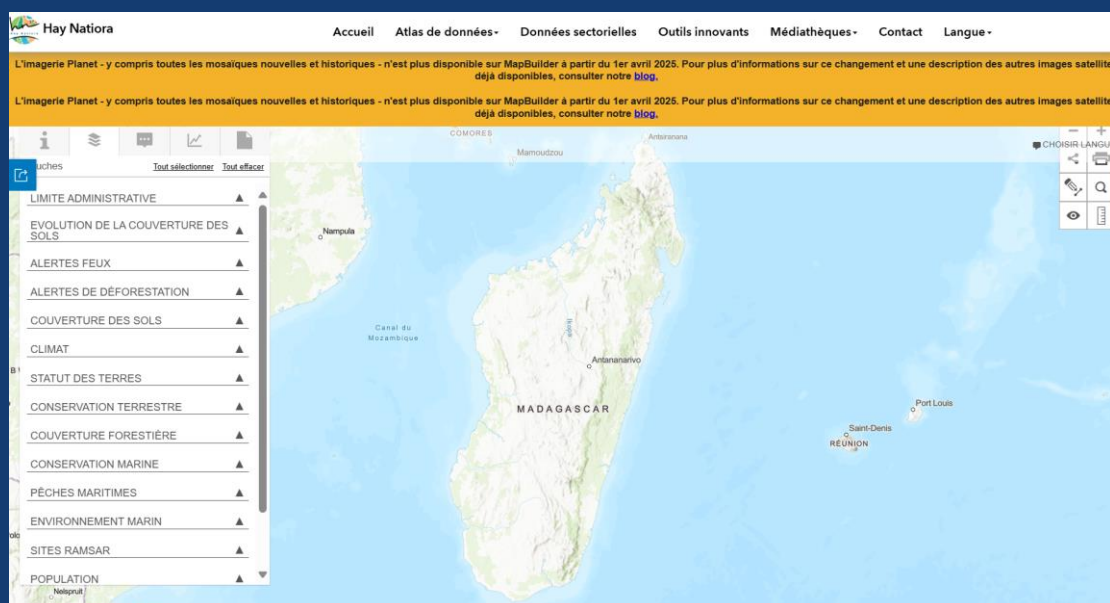 Hay Natiora
Accueil Atlas de données Données sectorielles Outils innovants Médiathèques Contact Langue
L'imagerie Planet - y compris toutes les mosaïques nouvelles et historiques - n'est plus disponible sur MapBuilder à partir du 1er avril 2025. Pour plus d'informations sur ce changement et une description des autres images satellite
déjà disponibles, consulter notre blog.
L'imagerie Planet - y compris toutes les mosaïques nouvelles et historiques - n'est plus disponible sur MapBuilder à partir du 1er avril 2025. Pour plus d'informations sur ce changement et une description des autres images satellite
déjà disponibles, consulter notre blog.
CHOISIR LANGU
uches Tout sélectionner Tout effacer
LIMITE ADMINISTRATIVE
EVOLUTION DE LA COUVERTURE DES
SOLS
ALERTES FEUX
ALERTES DE DÉFORESTATION
COUVERTURE DES SOLS
CLIMAT
STATUT DES TERRES
CONSERVATION TERRESTRE
COUVERTURE FORESTIÈRE
CONSERVATION MARINE
PÊCHES MARITIMES
ENVIRONNEMENT MARIN
SITES RAMSAR
POPULATION
Nelspruit
COMORES
Mamoudzou
Antsiranana
Nampula
Canal du
Mozambique
Ikopa
Antananarivo
MADAGASCAR
Port Louis
Saint-Denis
RÉUNION